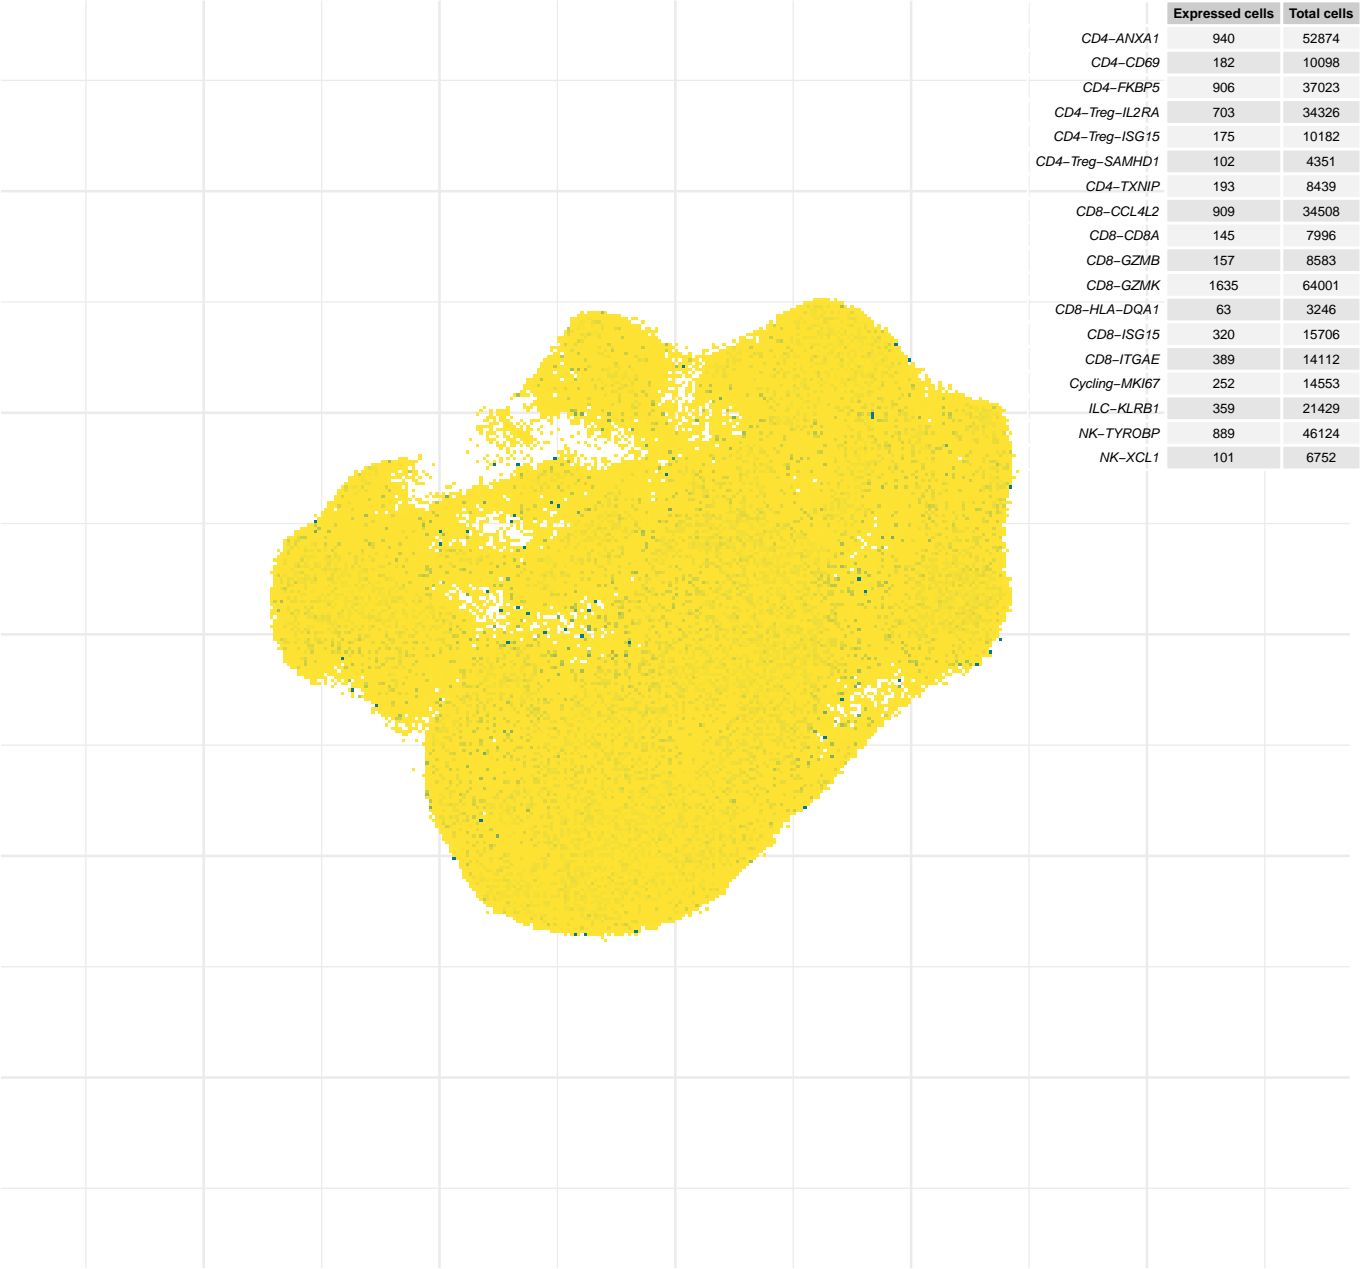 Expressed cells Total cells
CD4−ANXA1 940 52874
CD4−CD69 182 10098
CD4−FKBP5 906 37023
CD4−Treg−IL2RA 703 34326
CD4−Treg−ISG15 175 10182
CD4−Treg−SAMHD1 102 4351
CD4−TXNIP 193 8439
CD8−CCL4L2 909 34508
CD8−CD8A 145 7996
CD8−GZMB 157 8583
CD8−GZMK 1635 64001
CD8−HLA−DQA1 63 3246
CD8−ISG15 320 15706
CD8−ITGAE 389 14112
Cycling−MKI67 252 14553
ILC−KLRB1 359 21429
NK−TYROBP 889 46124
NK−XCL1 101 6752